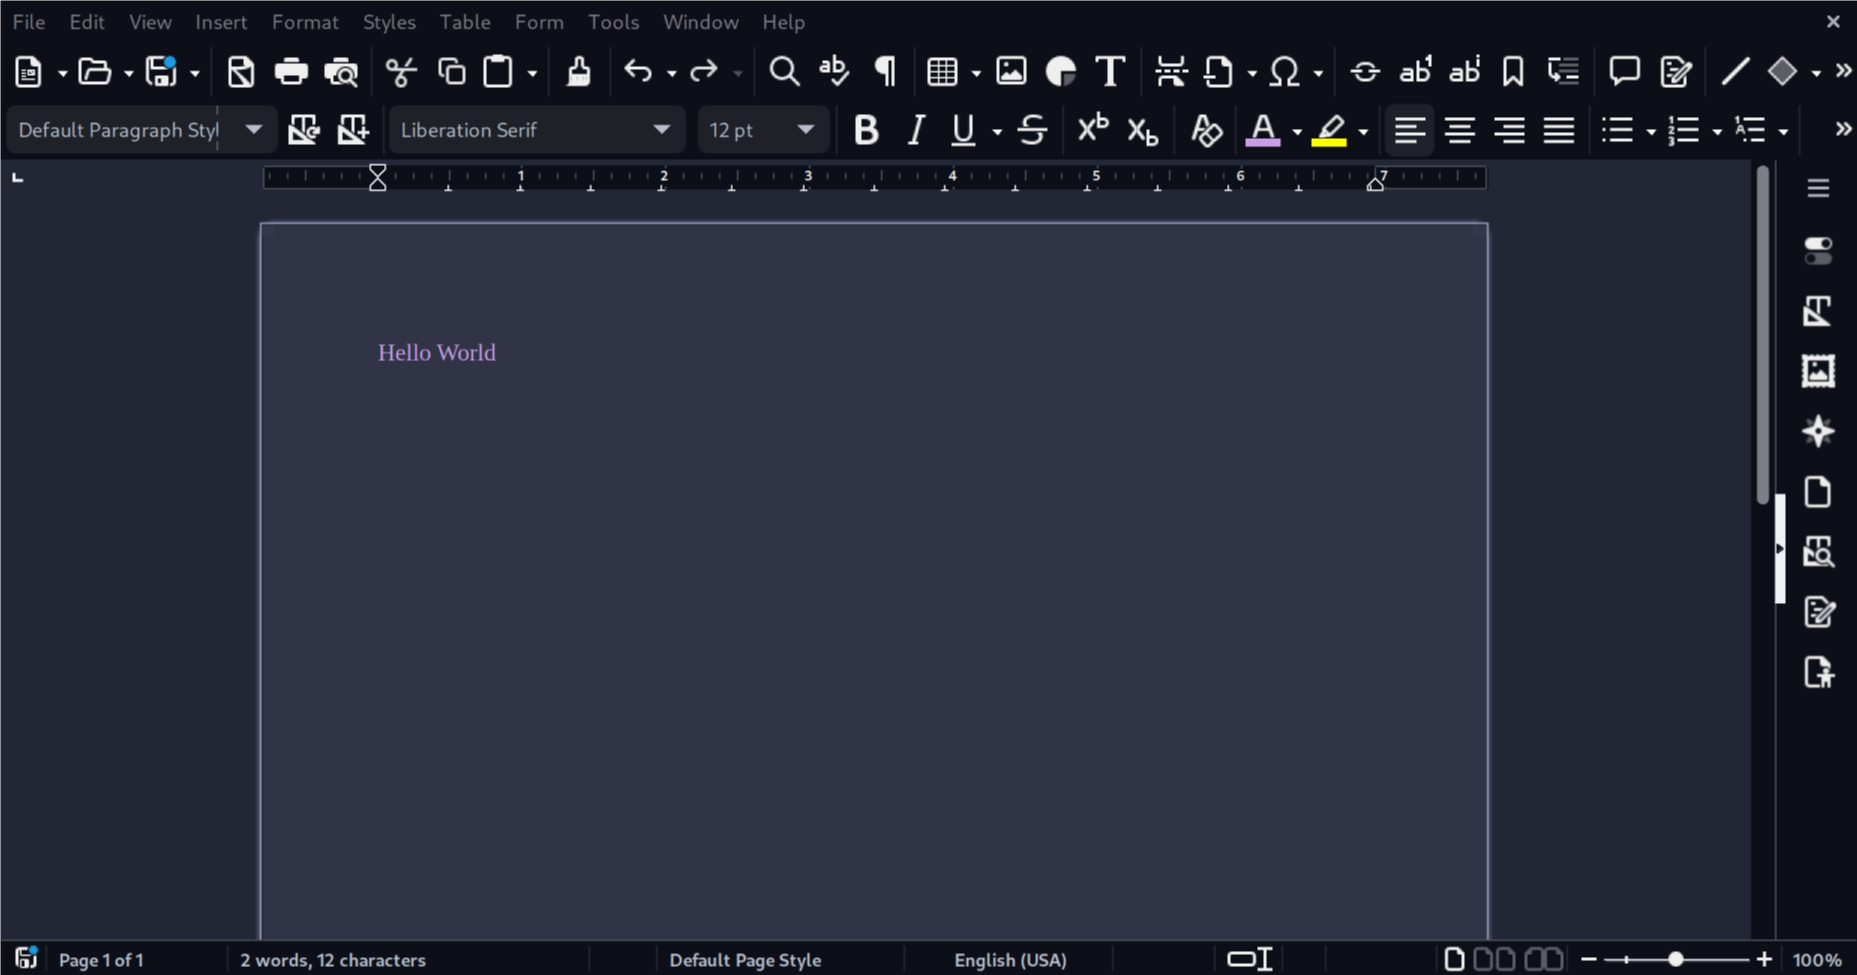 File Edit View Insert Format Styles Table Form Tools Window Help
Default Paragraph Styl Liberation Serif 12 pt
1 2 3 4 5 6 7
Hello World
Page 1 of 1 2 words, 12 characters Default Page Style English (USA) 100%